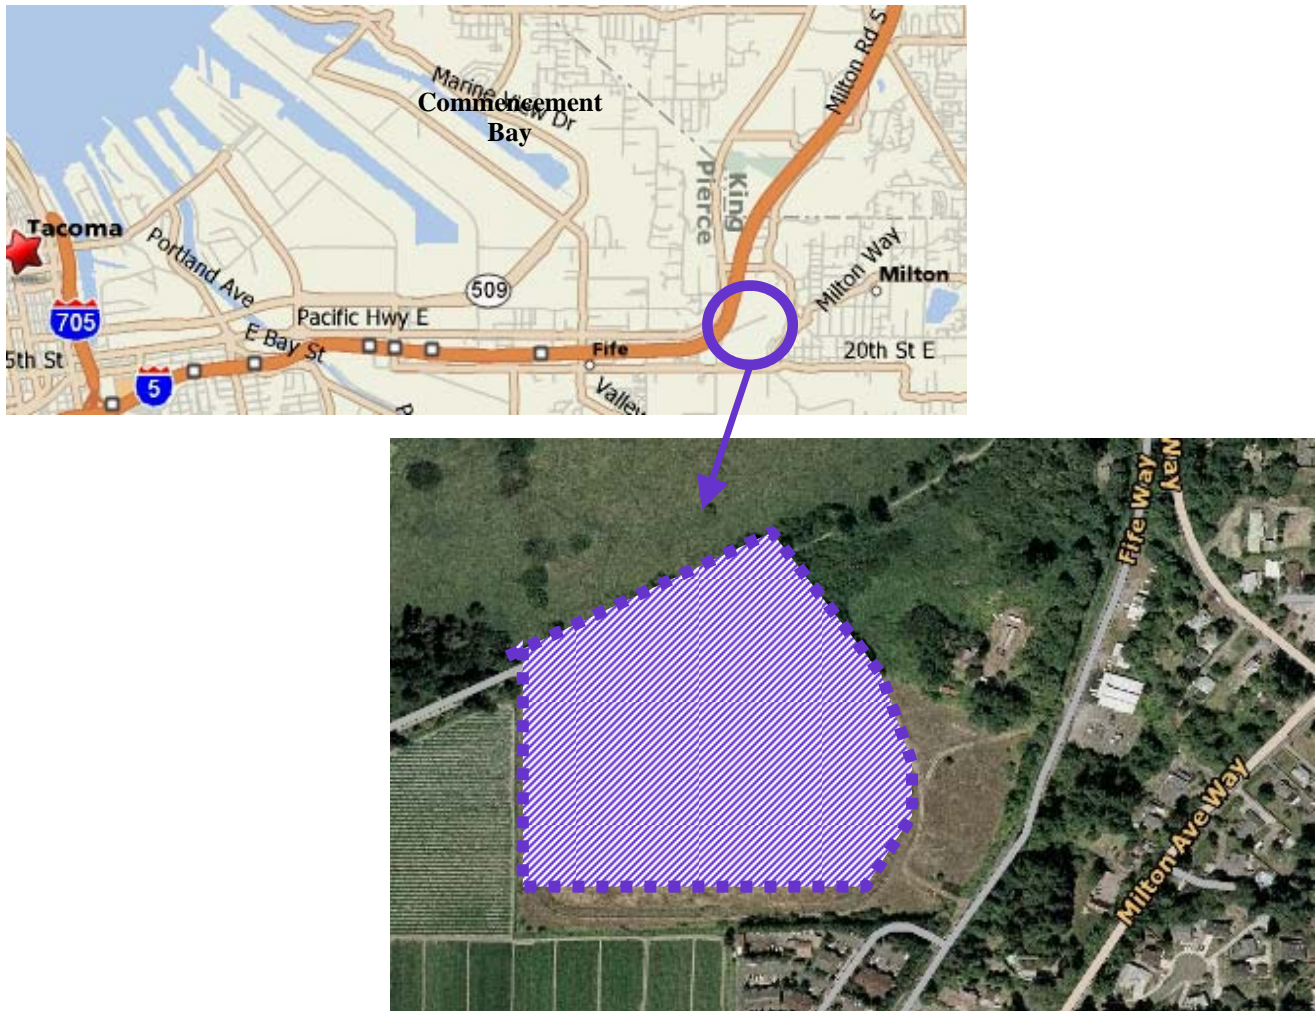 Milton Rd S
Marine View Dr
Commencement
Bay
King
Pierce
Tacoma
Portland Ave
Milton Way
Milton
509
705
Pacific Hwy E
E Bay St
5th St
Fife
20th St E
5
Valley
Fife Way
Way
Milton Ave Way